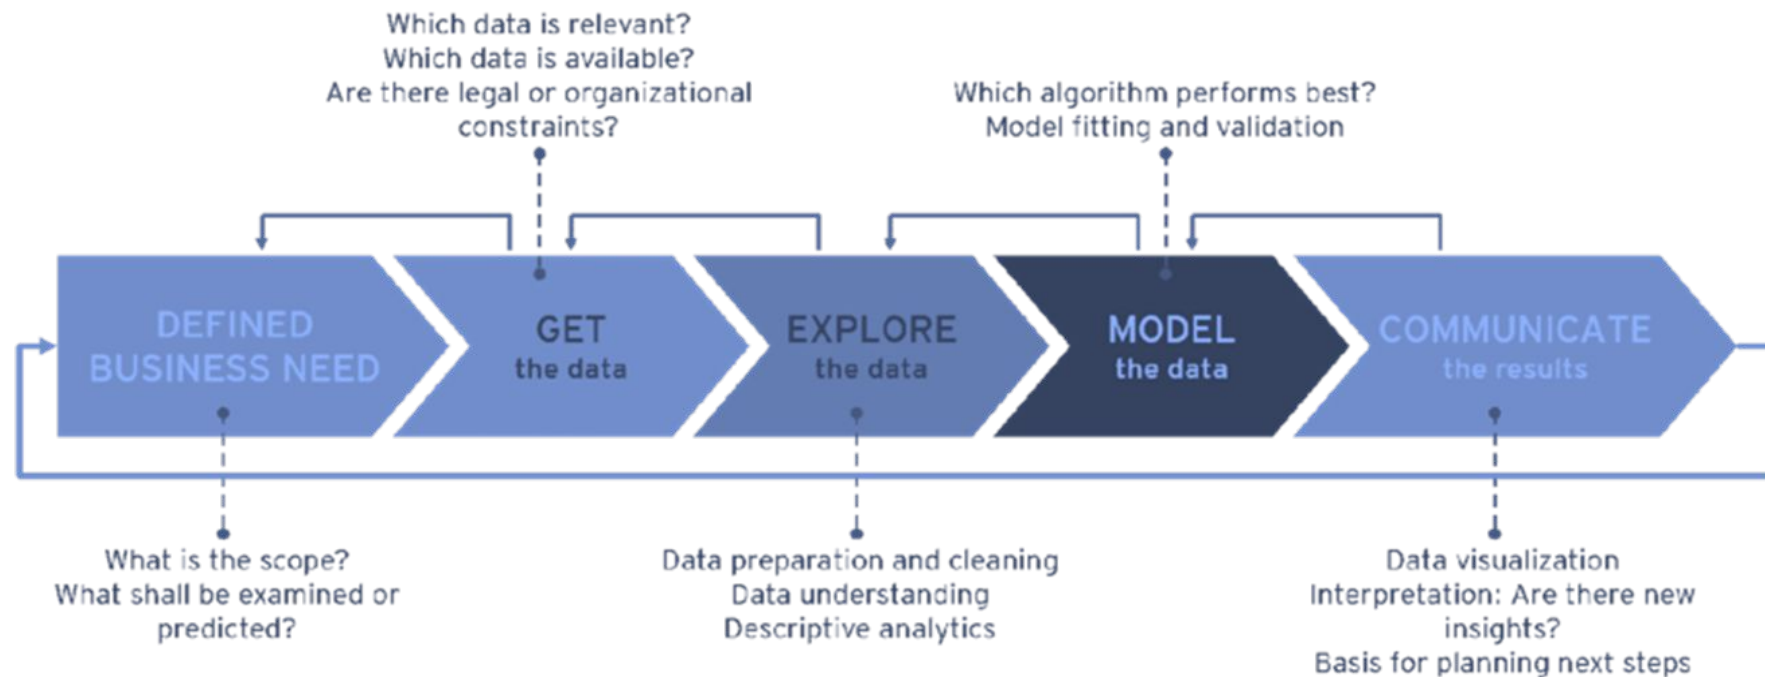 Which data is relevant?
Which data is available?
Are there legal or organizational
constraints?
Which algorithm performs best?
Model fitting and validation
DEFINED
BUSINESS NEED
GET
the data
EXPLORE
the data
MODEL
the data
COMMUNICATE
the results
What is the scope?
What shall be examined or
predicted?
Data preparation and cleaning
Data understanding
Descriptive analytics
Data visualization
Interpretation: Are there new
insights?
Basis for planning next steps